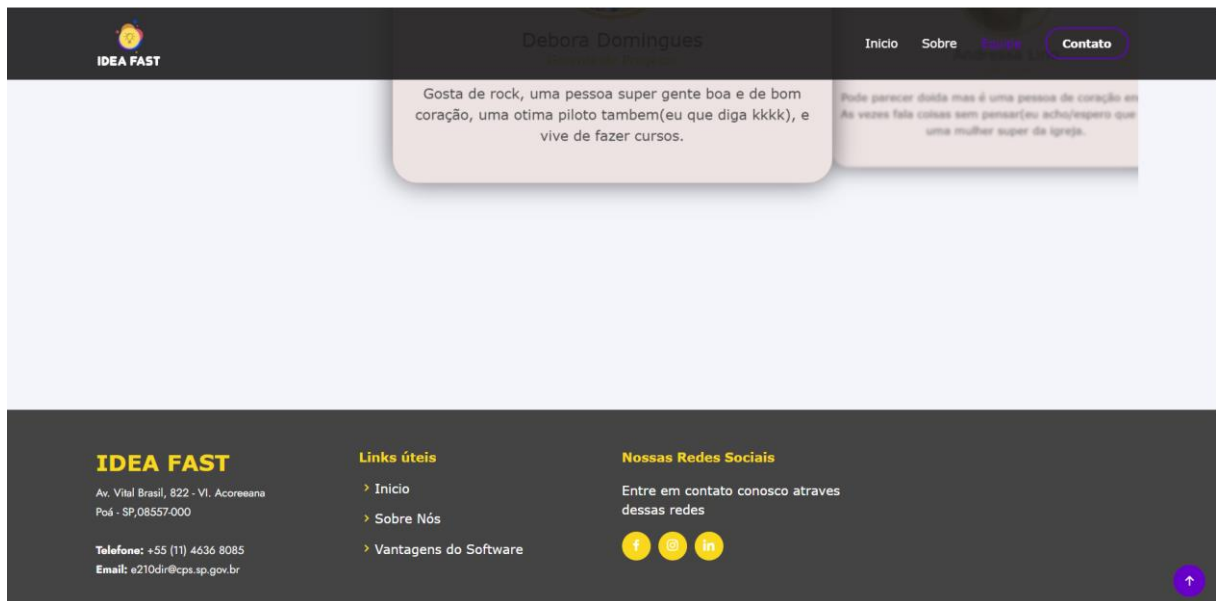 IDEA FAST
Inicio
Sobre
Equipe
Contato
Debora Domingues
Gosta de rock, uma pessoa super gente boa e de bom
coração, uma otima piloto tambem(eu que diga kkkk), e
vive de fazer cursos.
Pode parecer doida mas é uma pessoa de coração
As vezes fala coisas sem pensar(eu acho/espero que
uma mulher super da igreja.
IDEA FAST
Av. Vital Brasil, 822 - Vl. Acoreeana
Poá - SP,08557-000
Telefone: +55 (11) 4636 8085
Email: e210dir@cps.sp.gov.br
Links úteis
Inicio
Sobre Nós
Vantagens do Software
Nossas Redes Sociais
Entre em contato conosco atraves
dessas redes